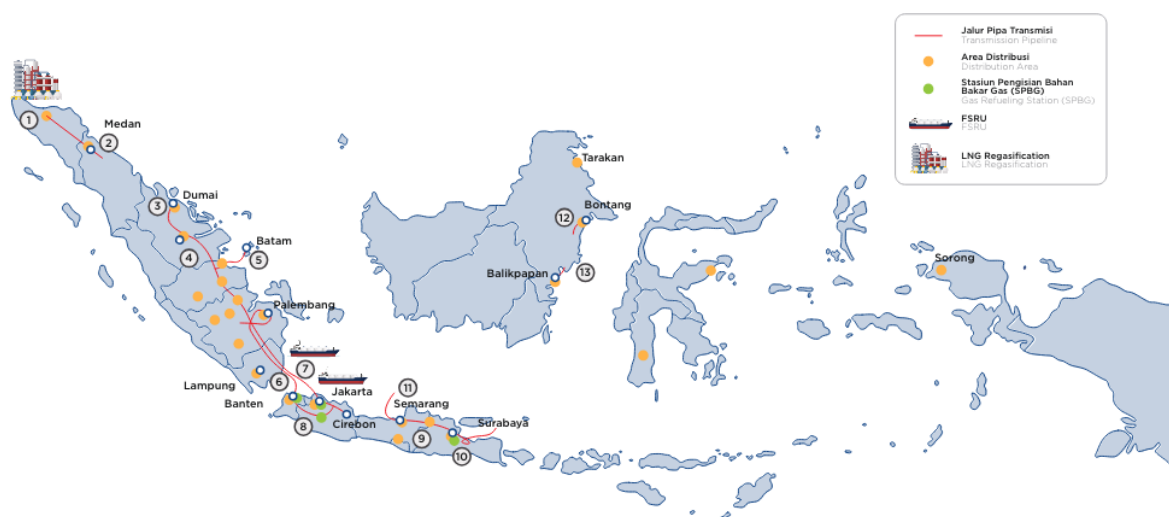 Jalur Pipa Transmisi
Transmission Pipeline
Area Distribusi
Distribution Area
Stasiun Pengisian Bahan
Bakar Gas (SPBG)
Gas Refueling Station (SPBG)
FSRU
FSRU
LNG Regasification
LNG Regasification
1
Medan
2
Tarakan
Dumai
3
Bontang
12
4
Batam
5
Balikpapan
13
Sorong
Palembang
7
6
Lampung
Jakarta
11
Banten
Semarang
8
Cirebon
9
Surabaya
10